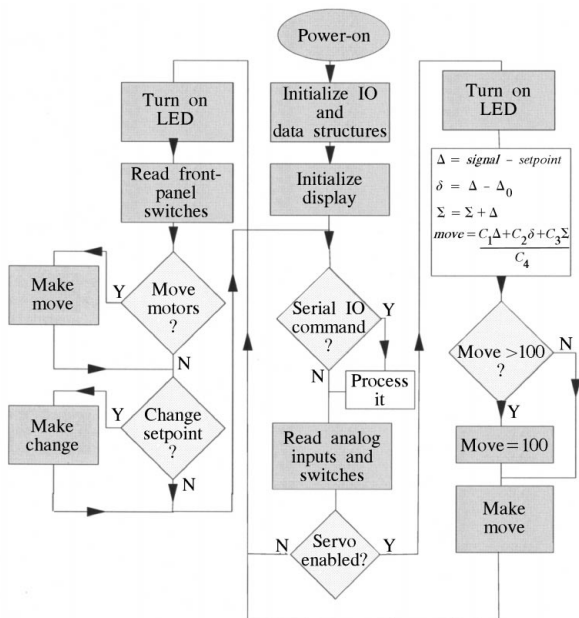 Power-on
Initialize IO
and
data structures
Initialize
display
Serial IO
command?
Y
N
Process
it
Read analog
inputs and
switches
Servo
enabled?
N
Y
Turn on
LED
Read front-
panel
switches
Move
motors
?
Y
N
Make
move
Change
setpoint
?
Y
N
Make
change
Turn on
LED
Δ = signal − setpoint
δ = Δ − Δ₀
Σ = Σ + Δ
move = C₁Δ+C₂δ+C₃Σ
C₄
Move >100
?
N
Y
Move=100
Make
move